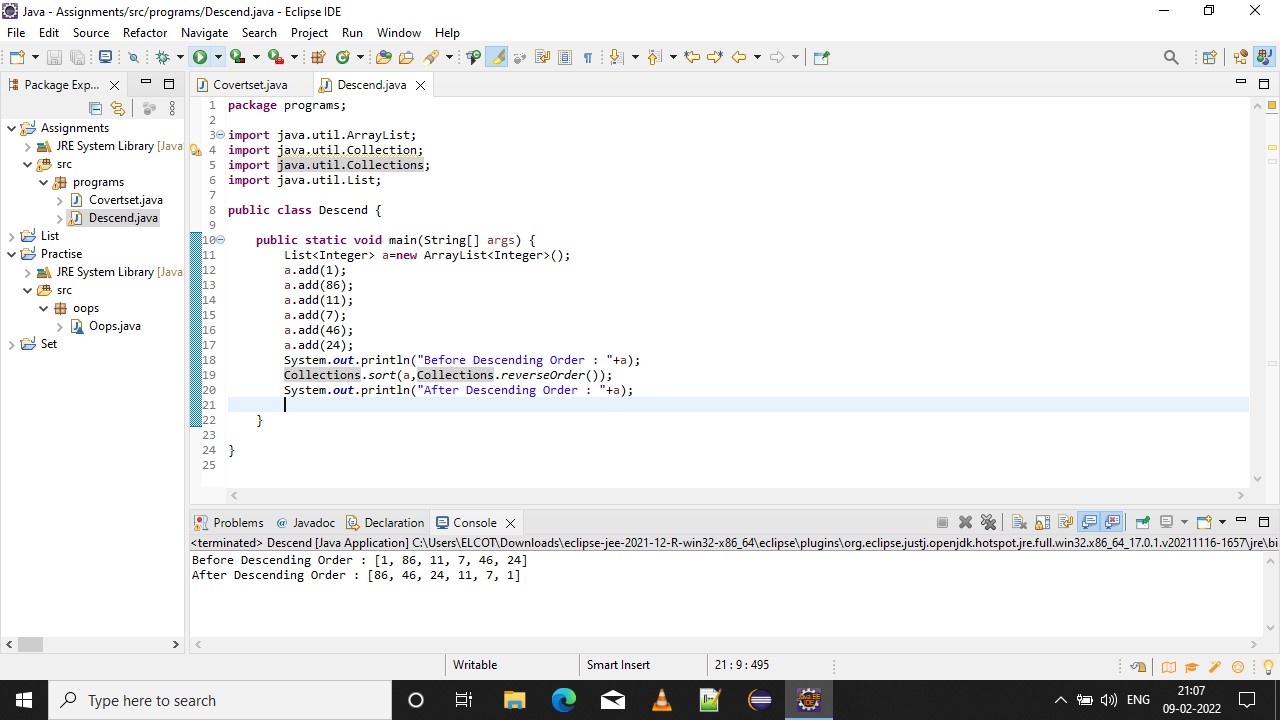 Java - Assignments/src/programs/Descend.java - Eclipse IDE
File Edit Source Refactor Navigate Search Project Run Window Help
Package Exp...
Assignments
JRE System Library [Java
src
programs
Covertset.java
Descend.java
List
Practise
JRE System Library [Java
src
oops
Oops.java
Set
Covertset.java Descend.java
1 package programs;
2
3 import java.util.ArrayList;
4 import java.util.Collection;
5 import java.util.Collections;
6 import java.util.List;
7
8 public class Descend {
9
10 public static void main(String[] args) {
11 List<Integer> a=new ArrayList<Integer>();
12 a.add(1);
13 a.add(86);
14 a.add(11);
15 a.add(7);
16 a.add(46);
17 a.add(24);
18 System.out.println("Before Descending Order : "+a);
19 Collections.sort(a,Collections.reverseOrder());
20 System.out.println("After Descending Order : "+a);
21
22 }
23
24 }
25
Problems @ Javadoc Declaration Console
<terminated> Descend [Java Application] C:\Users\ELCOT\Downloads\eclipse-jee-2021-12-R-win32-x86_64\eclipse\plugins\org.eclipse.justj.openjdk.hotspot.jre.full.win32.x86_64_17.0.1.v20211116-1657\jre\bi
Before Descending Order : [1, 86, 11, 7, 46, 24]
After Descending Order : [86, 46, 24, 11, 7, 1]
Writable Smart Insert 21 : 9 : 495
Type here to search
ENG
21:07
09-02-2022